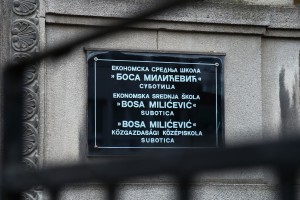 ЕКОНОМСКА СРЕДЊА ШКОЛА
„БОСА МИЛИЋЕВИЋ”
СУБОТИЦА
EKONOMSKA SREDNJA ŠKOLA
„BOSA MILIĆEVIĆ”
SUBOTICA
„BOSA MILIĆEVIĆ”
KÖZGAZDASÁGI KÖZÉPISKOLA
SUBOTICA